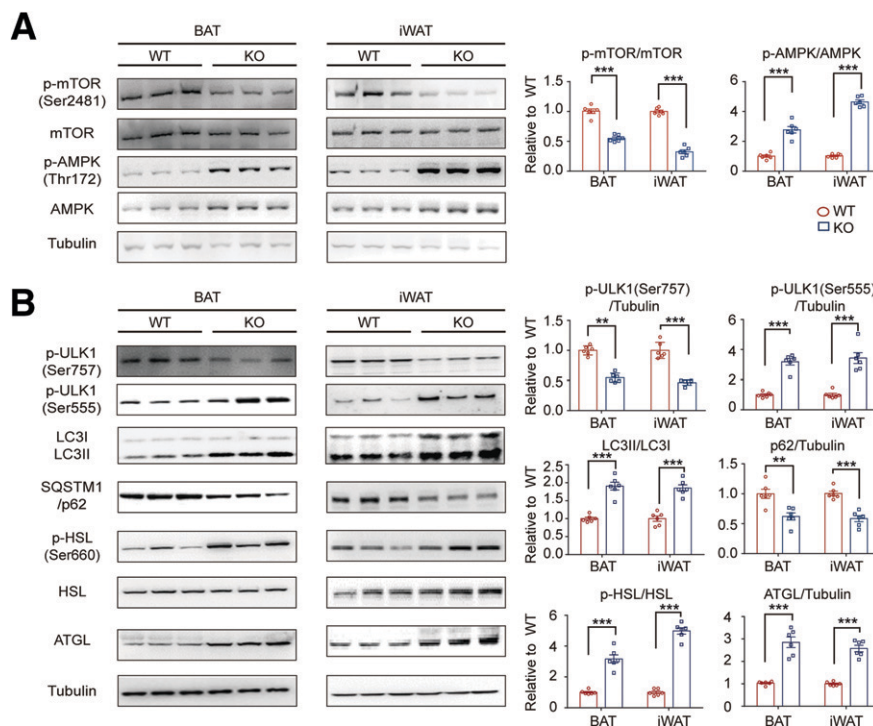 A
BAT
iWAT
WT
KO
WT
KO
p-mTOR
(Ser2481)
mTOR
p-AMPK
(Thr172)
AMPK
Tubulin
p-mTOR/mTOR
***
***
Relative to WT
1.5
1.0
0.5
0.0
BAT
iWAT
p-AMPK/AMPK
***
***
6
4
2
0
BAT
iWAT
WT
KO
B
BAT
iWAT
WT
KO
WT
KO
p-ULK1
(Ser757)
p-ULK1
(Ser555)
LC3I
LC3II
SQSTM1
/p62
p-HSL
(Ser660)
HSL
ATGL
Tubulin
p-ULK1(Ser757)
/Tubulin
**
***
Relative to WT
1.5
1.0
0.5
0.0
BAT
iWAT
p-ULK1(Ser555)
/Tubulin
***
***
6
4
2
0
BAT
iWAT
LC3II/LC3I
***
***
Relative to WT
2.5
2.0
1.5
1.0
0.5
0.0
BAT
iWAT
p62/Tubulin
**
***
1.5
1.0
0.5
0.0
BAT
iWAT
p-HSL/HSL
***
***
Relative to WT
6
4
2
0
BAT
iWAT
ATGL/Tubulin
***
***
4
3
2
1
0
BAT
iWAT